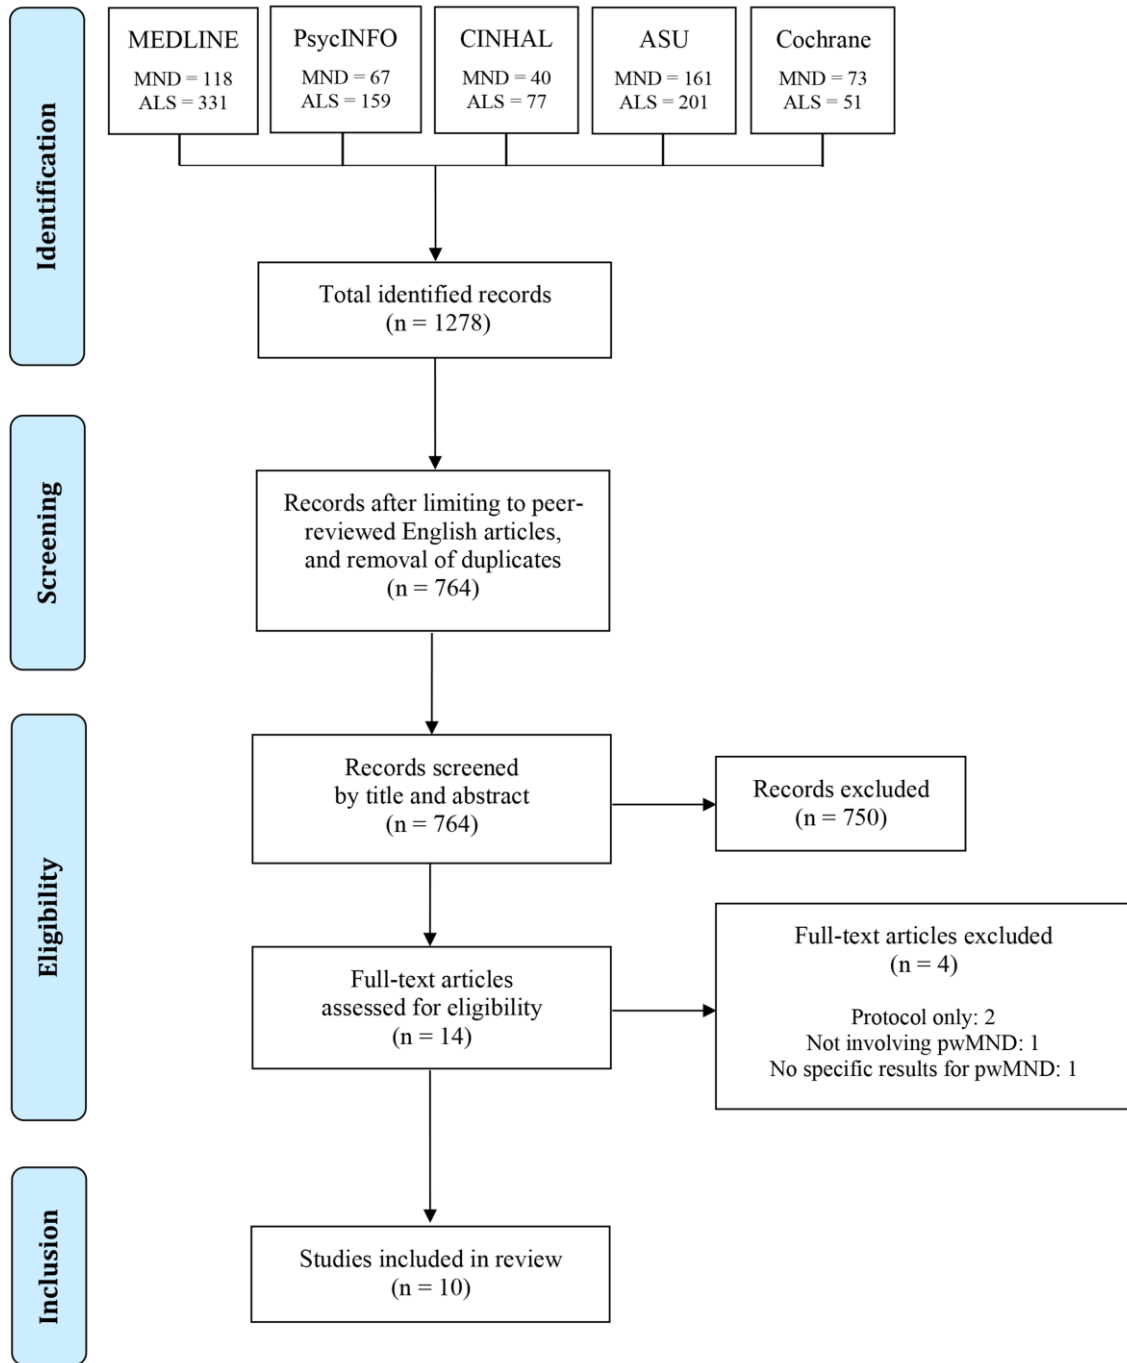 Identification
MEDLINE
MND = 118
ALS = 331
PsycINFO
MND = 67
ALS = 159
CINHAL
MND = 40
ALS = 77
ASU
MND = 161
ALS = 201
Cochrane
MND = 73
ALS = 51
Total identified records
(n = 1278)
Screening
Records after limiting to peer-
reviewed English articles,
and removal of duplicates
(n = 764)
Eligibility
Records screened
by title and abstract
(n = 764)
Records excluded
(n = 750)
Full-text articles
assessed for eligibility
(n = 14)
Full-text articles excluded
(n = 4)
Protocol only: 2
Not involving pwMND: 1
No specific results for pwMND: 1
Inclusion
Studies included in review
(n = 10)